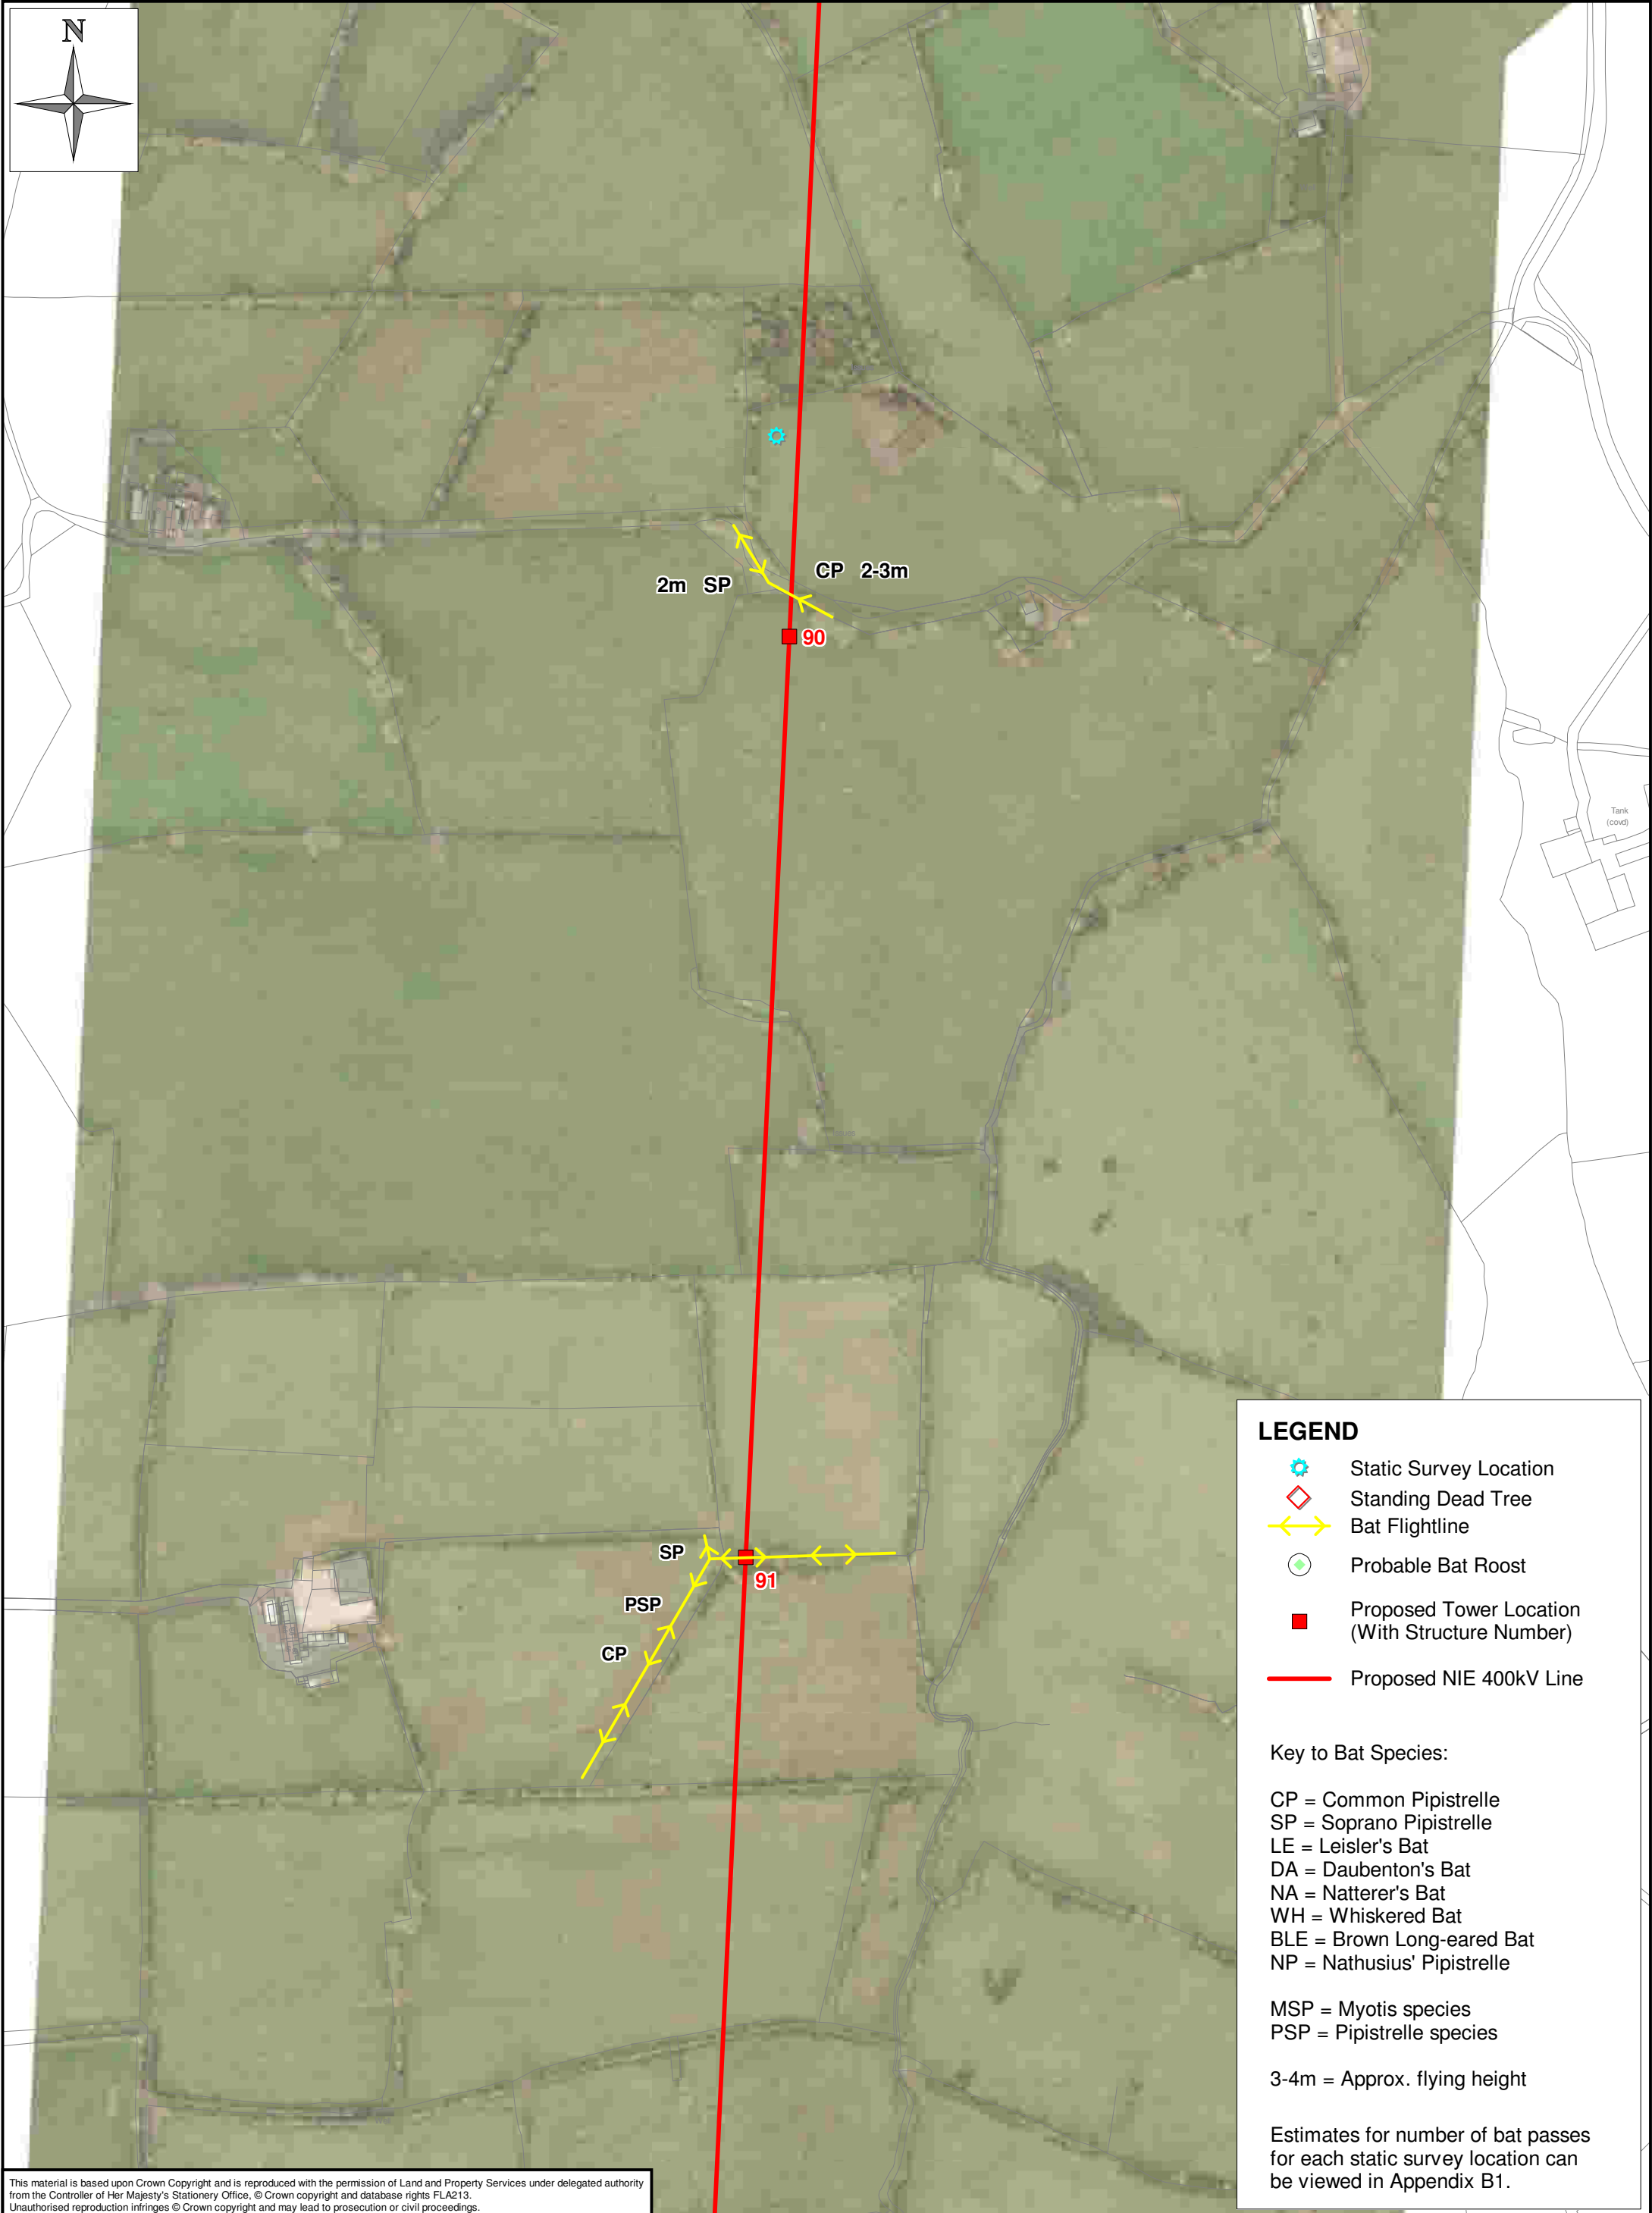 N
2m SP
CP 2-3m
90
Tank
(covd)
SP
91
PSP
CP
LEGEND
Static Survey Location
Standing Dead Tree
Bat Flightline
Probable Bat Roost
Proposed Tower Location
(With Structure Number)
Proposed NIE 400kV Line
Key to Bat Species:
CP = Common Pipistrelle
SP = Soprano Pipistrelle
LE = Leisler's Bat
DA = Daubenton's Bat
NA = Natterer's Bat
WH = Whiskered Bat
BLE = Brown Long-eared Bat
NP = Nathusius' Pipistrelle
MSP = Myotis species
PSP = Pipistrelle species
3-4m = Approx. flying height
Estimates for number of bat passes
for each static survey location can
be viewed in Appendix B1.
This material is based upon Crown Copyright and is reproduced with the permission of Land and Property Services under delegated authority
from the Controller of Her Majesty's Stationery Office, © Crown copyright and database rights FLA213.
Unauthorised reproduction infringes © Crown copyright and may lead to prosecution or civil proceedings.